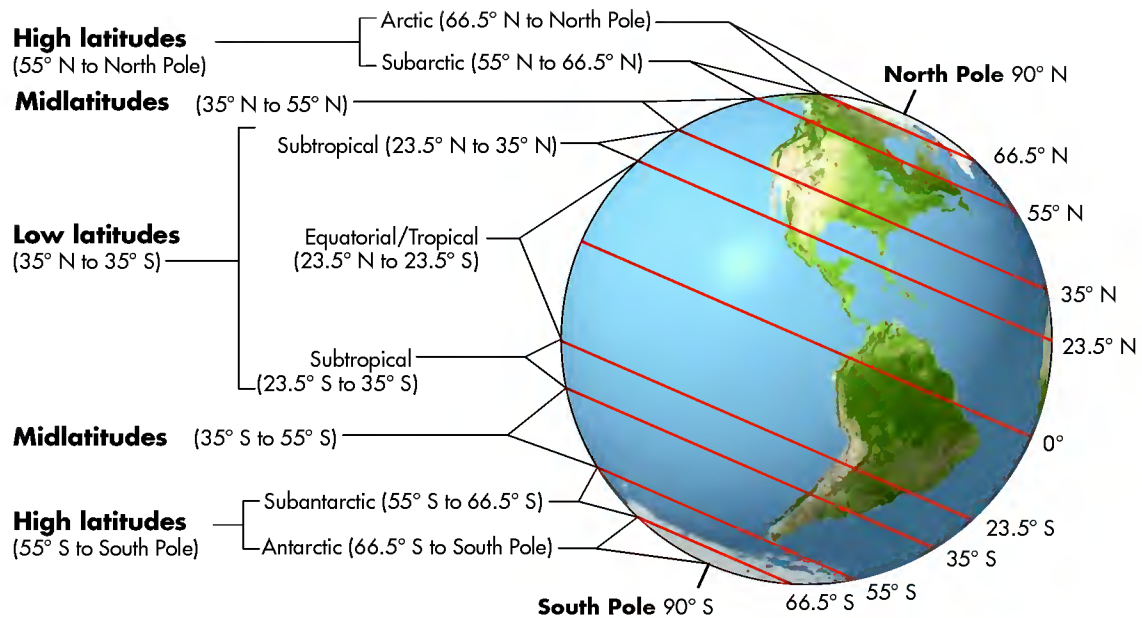 High latitudes
(55° N to North Pole)
Arctic (66.5° N to North Pole)
Subarctic (55° N to 66.5° N)
Midlatitudes (35° N to 55° N)
Low latitudes
(35° N to 35° S)
Subtropical (23.5° N to 35° N)
Equatorial/Tropical
(23.5° N to 23.5° S)
Subtropical
(23.5° S to 35° S)
Midlatitudes (35° S to 55° S)
High latitudes
(55° S to South Pole)
Subantarctic (55° S to 66.5° S)
Antarctic (66.5° S to South Pole)
North Pole 90° N
66.5° N
55° N
35° N
23.5° N
0°
23.5° S
35° S
55° S
66.5° S
South Pole 90° S